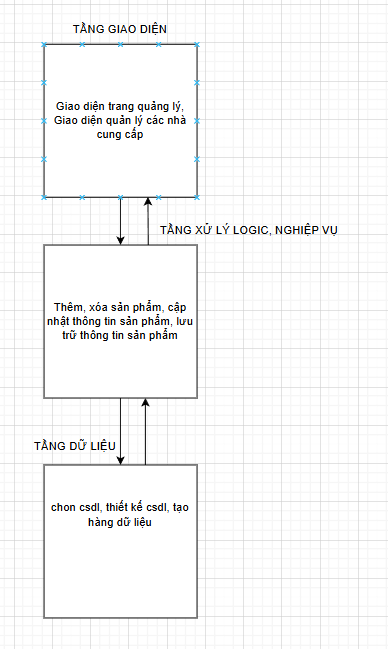 TẦNG GIAO DIỆN
Giao diện trang quảng lý,
Giao diện quản lý các nhà
cung cấp
TẦNG XỬ LÝ LOGIC, NGHIỆP VỤ
Thêm, xóa sản phẩm, cập
nhật thông tin sản phẩm, lưu
trữ thông tin sản phẩm
TẦNG DỮ LIỆU
chon csdl, thiết kế csdl, tạo
hàng dữ liệu